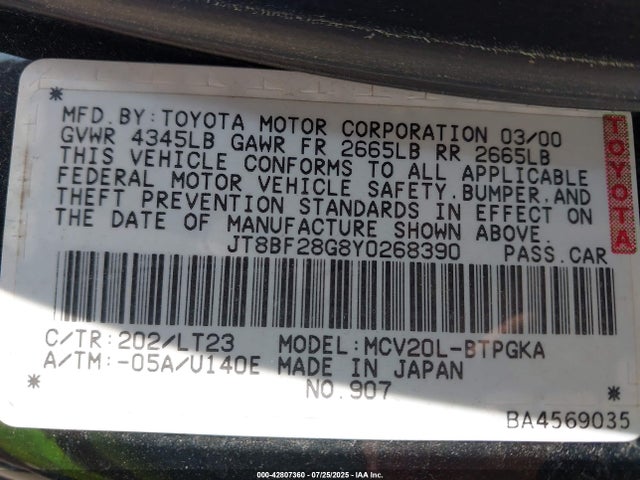 MFD.BY:TOYOTA MOTOR CORPORATION 03/00
GVWR 4345LB GAWR FR 2665LB RR 2665LB
THIS VEHICLE CONFORMS TO ALL APPLICABLE
FEDERAL MOTOR VEHICLE SAFETY,BUMPER,AND
THEFT PREVENTION STANDARDS IN EFFECT ON
THE DATE OF MANUFACTURE SHOWN ABOVE.
JT8BF28G8Y0268390 PASS.CAR
TOYOTA
C/TR:202/LT23 MODEL:MCV20L-BTPGKA
A/TM:-05A/U140E MADE IN JAPAN
NO.907
BA4569035
000-42807360 | 07/25/2025 - IAA Inc.